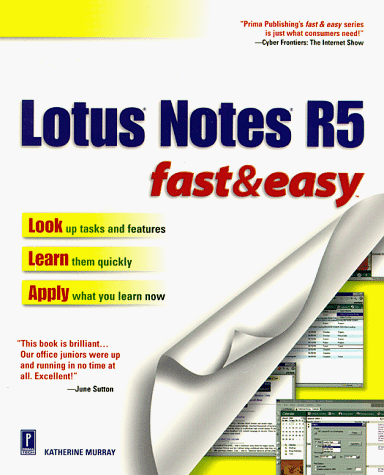 "Prima Publishing's fast & easy series
is just what consumers need!"
—Cyber Frontiers: The Internet Show
Lotus® Notes® R5
fast&easy™
Look up tasks and features
Learn them quickly
Apply what you learn now
"This book is brilliant...
Our office juniors were up
and running in no time at
all. Excellent!"
—June Sutton
P
TECH
KATHERINE MURRAY